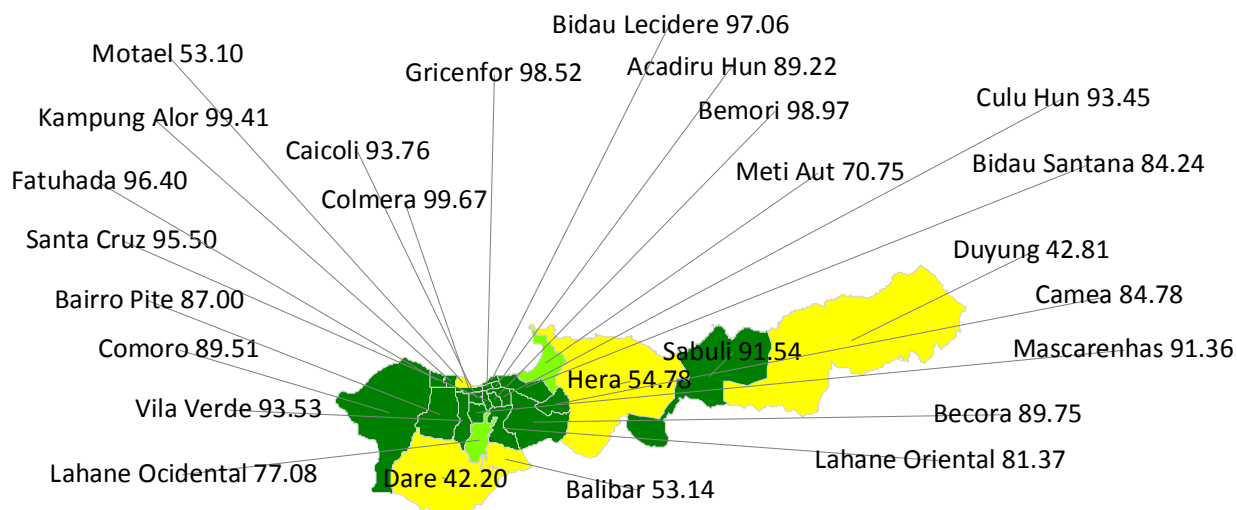 Bidau Lecidere 97.06
Motael 53.10
Gricenfor 98.52
Acadiru Hun 89.22
Culu Hun 93.45
Kampung Alor 99.41
Bemori 98.97
Caicoli 93.76
Meti Aut 70.75
Bidau Santana 84.24
Fatuhada 96.40
Colmera 99.67
Santa Cruz 95.50
Duyung 42.81
Bairro Pite 87.00
Camea 84.78
Comoro 89.51
Sabuli 91.54
Mascarenhas 91.36
Hera 54.78
Vila Verde 93.53
Becora 89.75
Lahane Ocidental 77.08
Lahane Oriental 81.37
Dare 42.20
Balibar 53.14